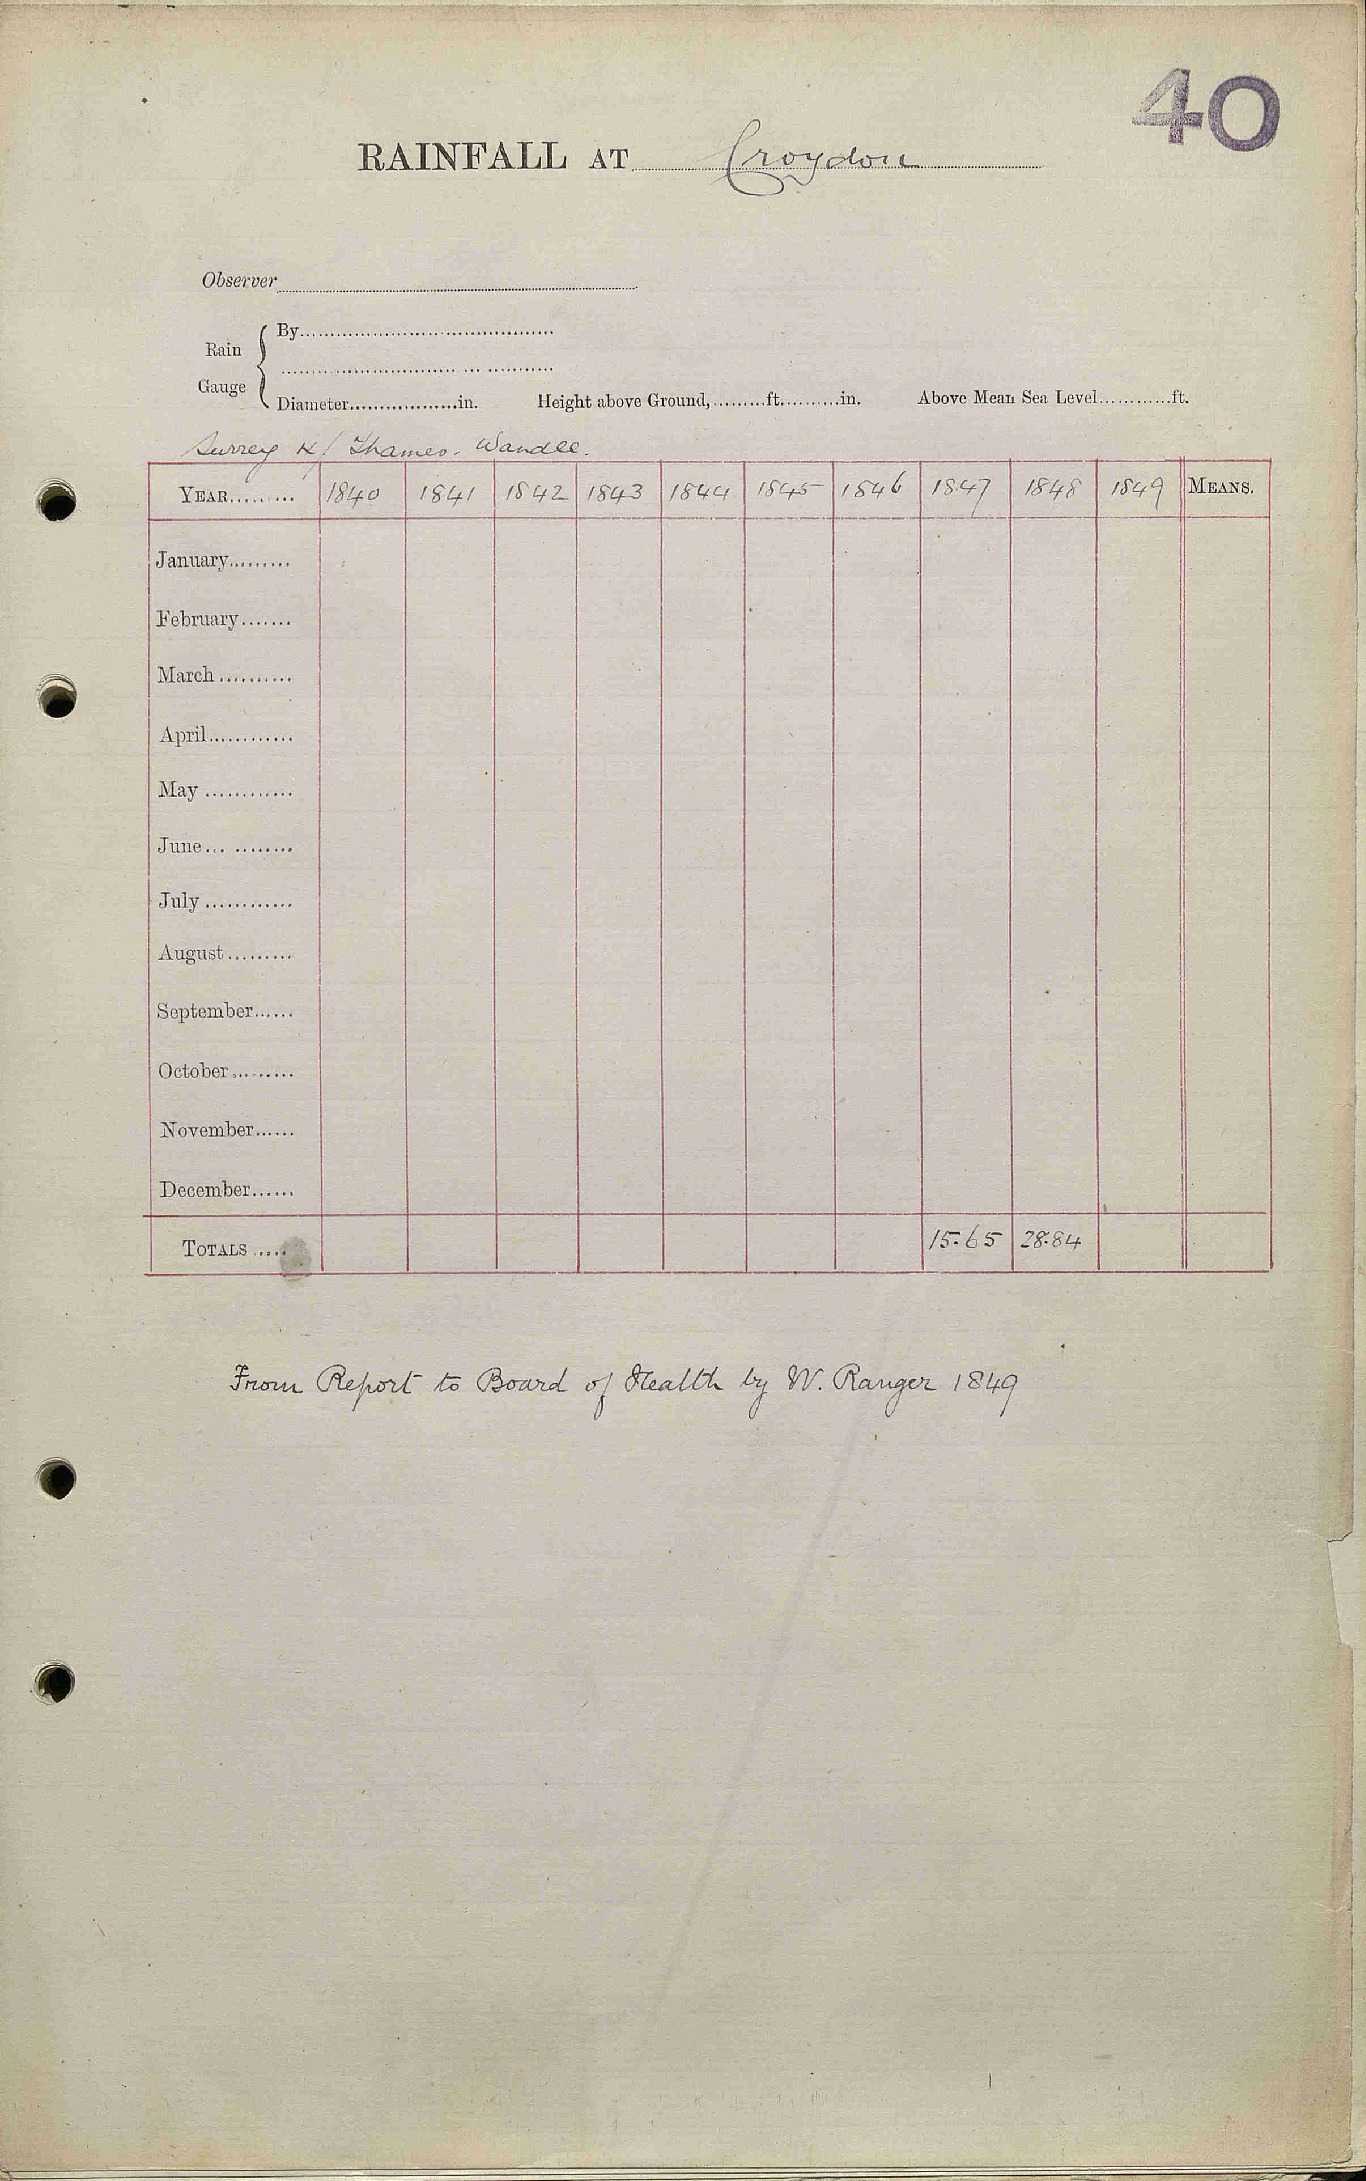 40
RAINFALL AT Croydon
Observer
Rain Gauge
By
Diameter..................in. Height above Ground,.........ft..........in. Above Mean Sea Level............ft.
Surrey Thames. Wandle.
YEAR......... 1840 1841 1842 1843 1844 1845 1846 1847 1848 1849 MEANS.
January.........
February.......
March..........
April............
May............
June... ........
July............
August.........
September......
October.........
November......
December......
TOTALS..... 15.65 28.84
From Report to Board of Health by W. Ranger 1849